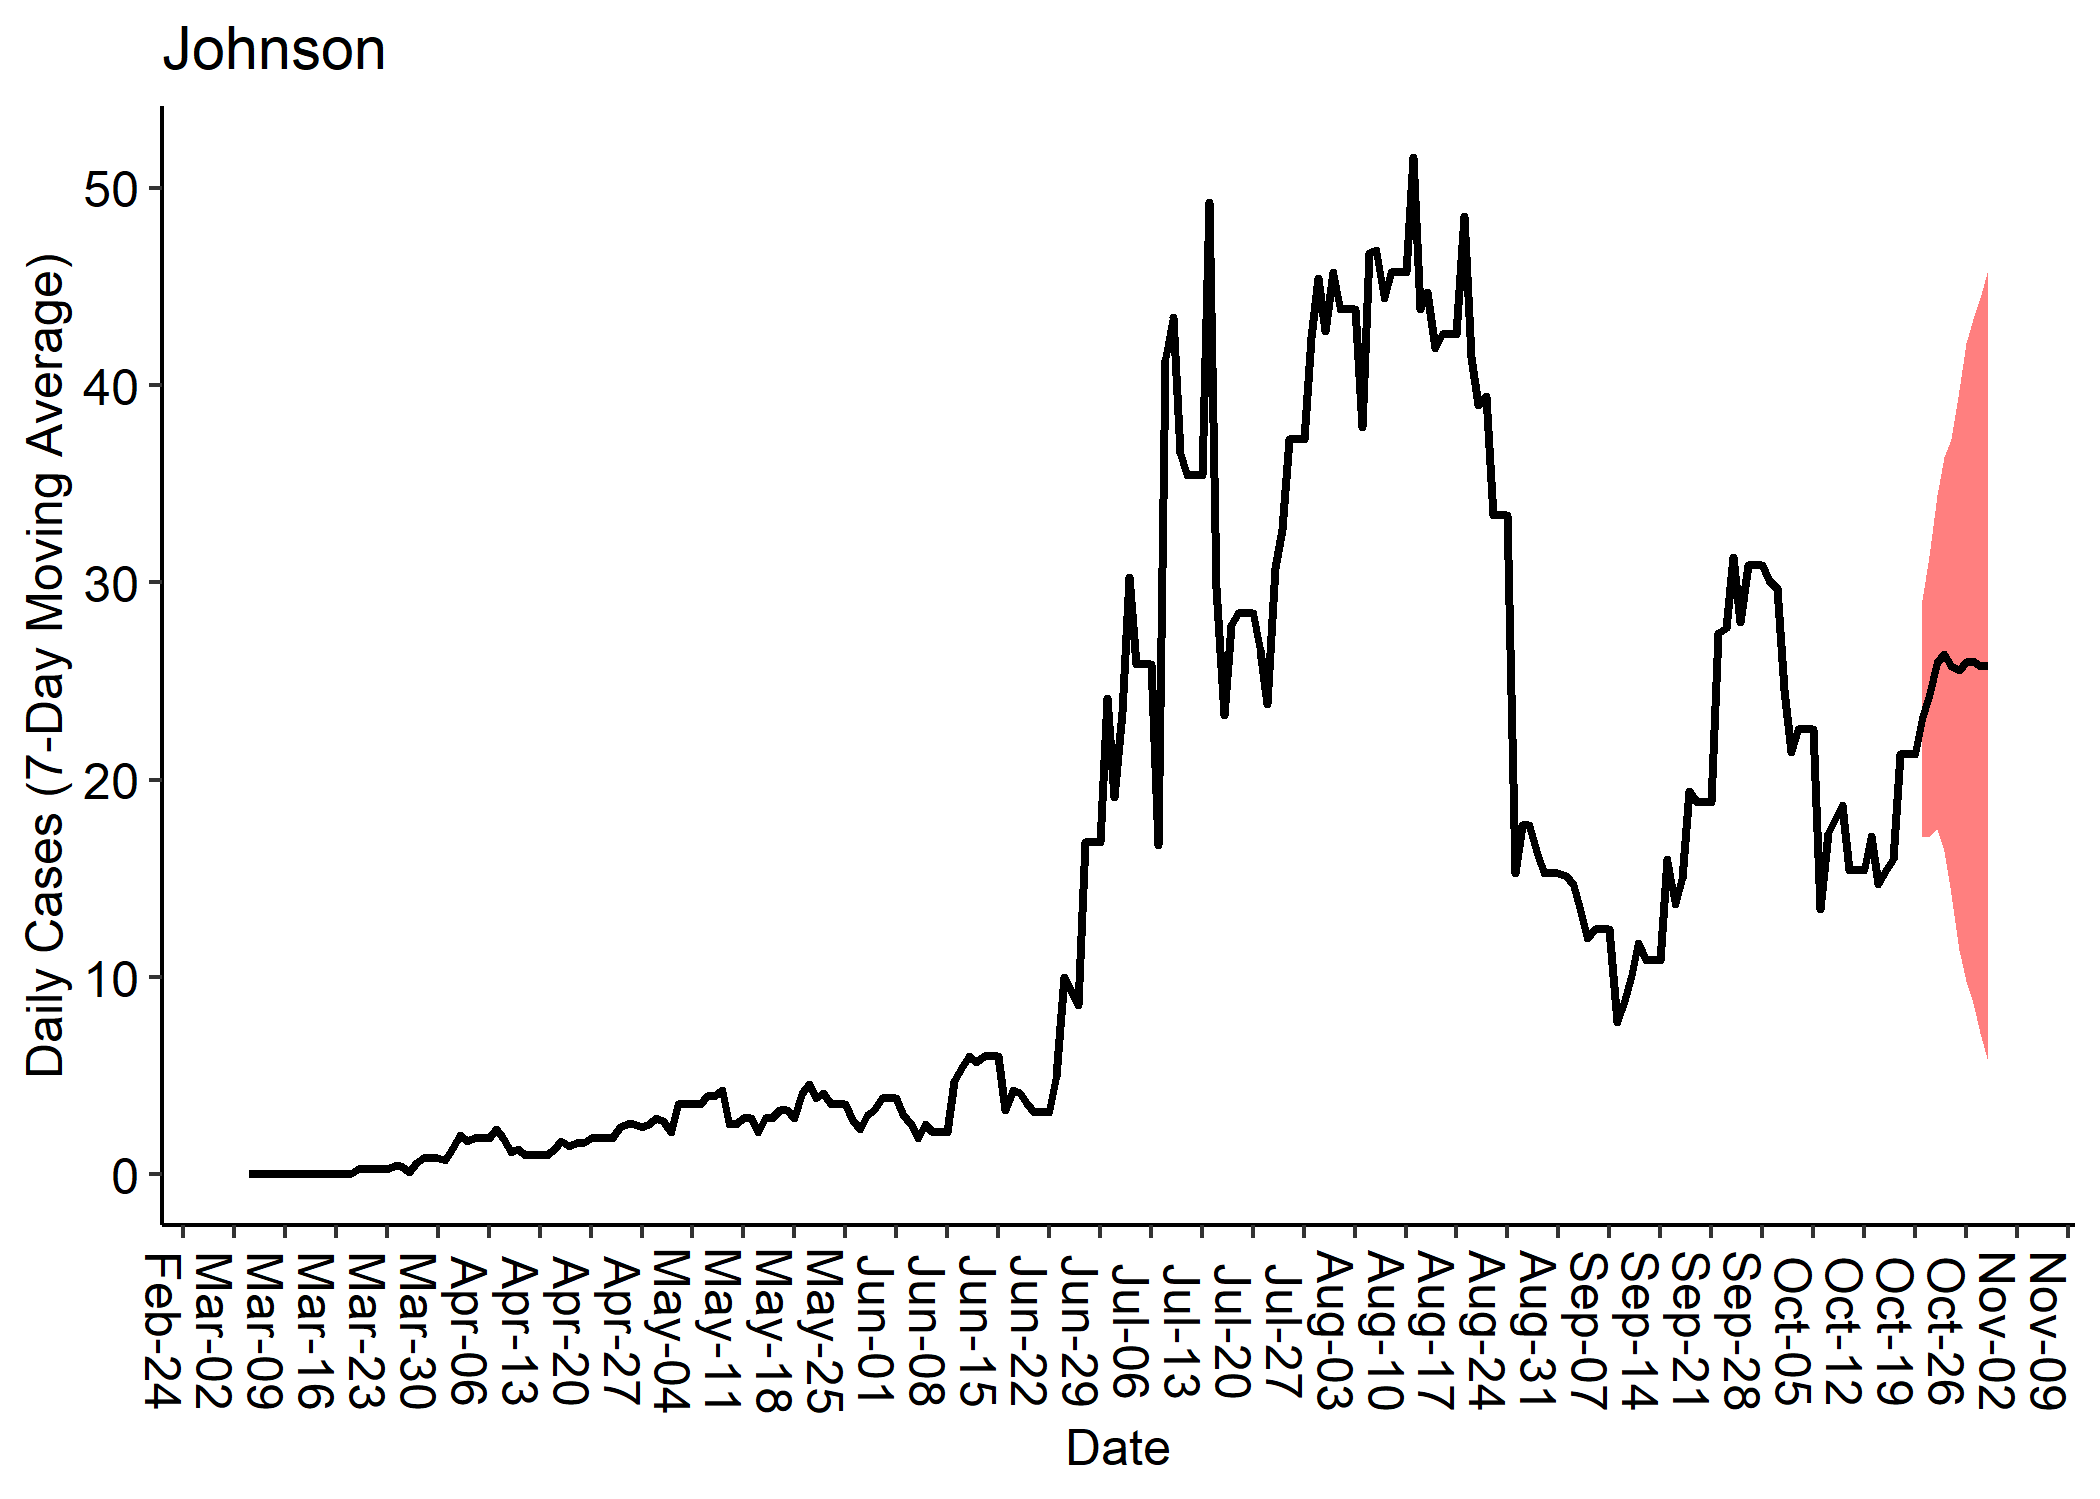 Johnson
Daily Cases (7-Day Moving Average)
50
40
30
20
10
0
Feb-24
Mar-02
Mar-09
Mar-16
Mar-23
Mar-30
Apr-06
Apr-13
Apr-20
Apr-27
May-04
May-11
May-18
May-25
Jun-01
Jun-08
Jun-15
Jun-22
Jun-29
Jul-06
Jul-13
Jul-20
Jul-27
Aug-03
Aug-10
Aug-17
Aug-24
Aug-31
Sep-07
Sep-14
Sep-21
Sep-28
Oct-05
Oct-12
Oct-19
Oct-26
Nov-02
Nov-09
Date